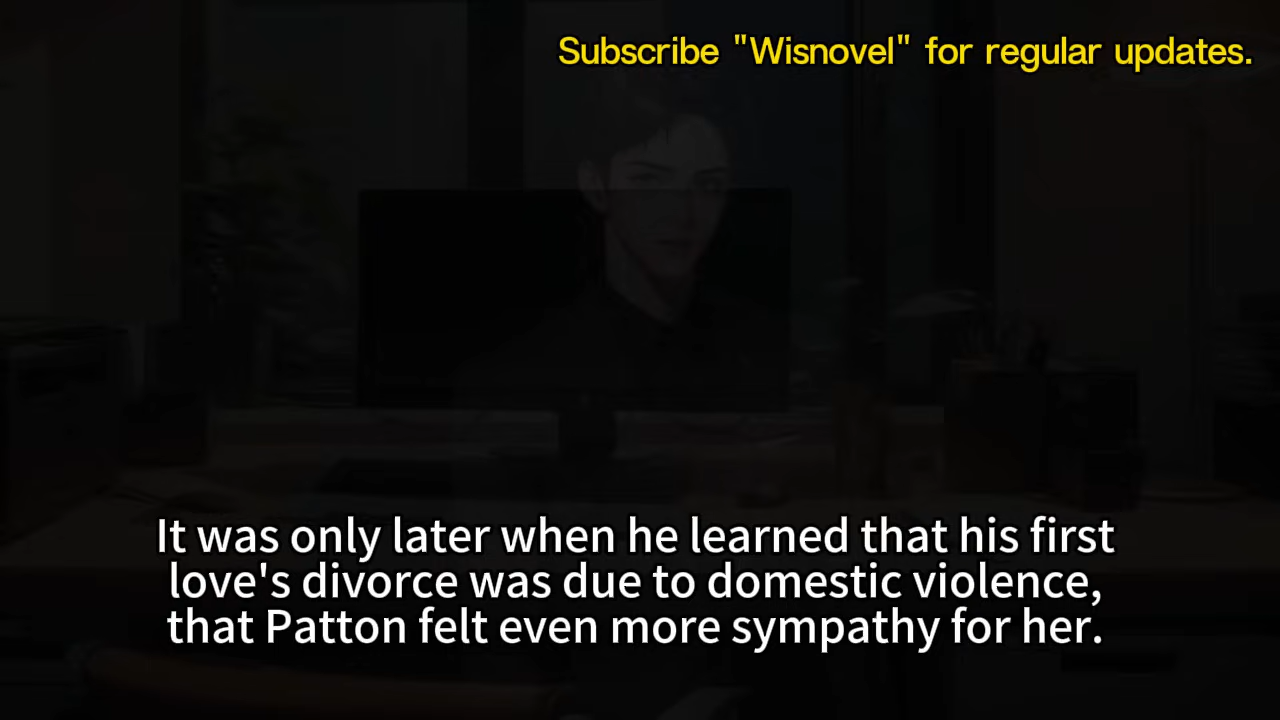 Subscribe "Wisnovel" for regular updates.
It was only later when he learned that his first
love's divorce was due to domestic violence,
that Patton felt even more sympathy for her.